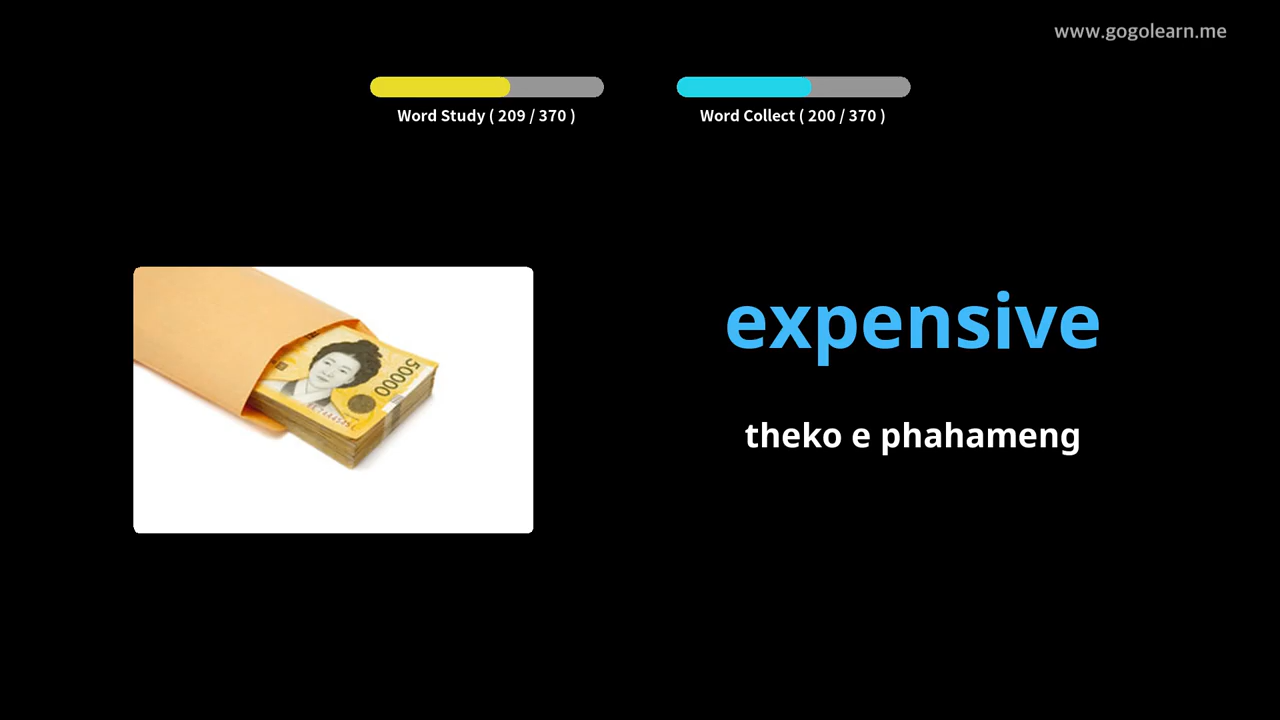 www.gogolearn.me
Word Study ( 209 / 370 )
Word Collect ( 200 / 370 )
expensive
theko e phahameng
50000